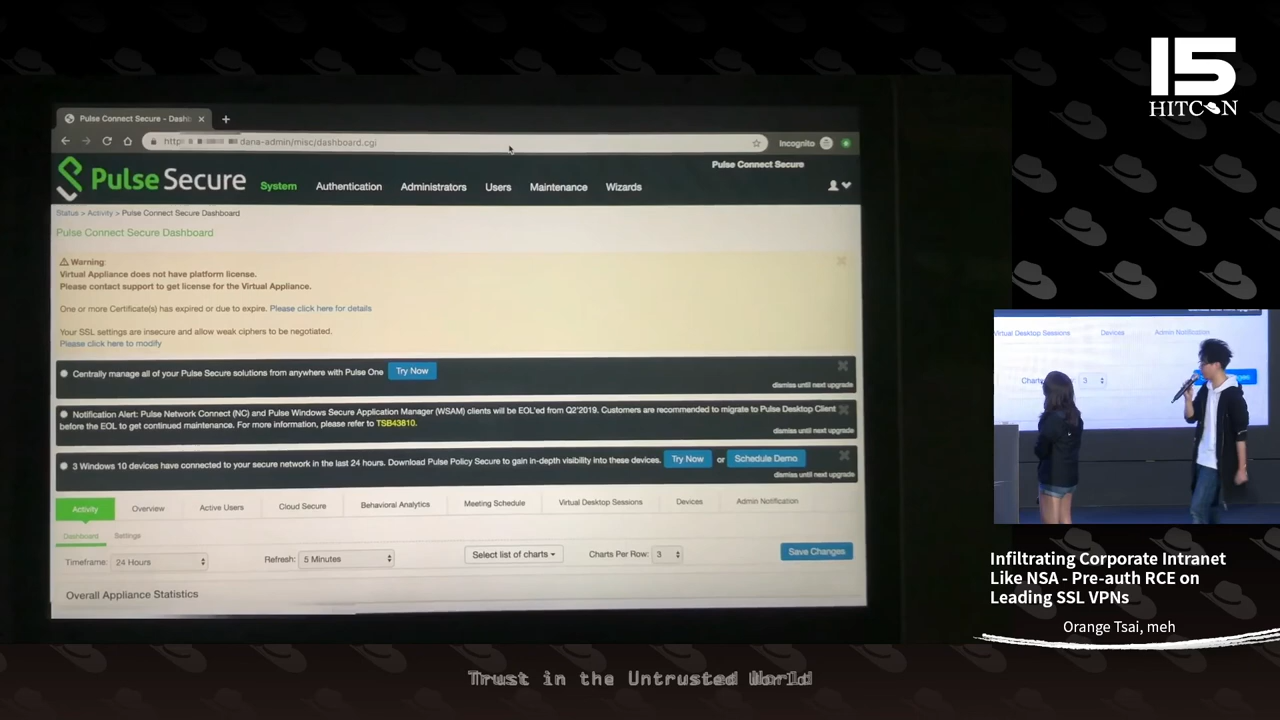 15
HITCON
Pulse Connect Secure - Dashb
http
dana-admin/misc/dashboard.cgi
Incognito
Pulse Connect Secure
Pulse Secure
System
Authentication
Administrators
Users
Maintenance
Wizards
Status > Activity > Pulse Connect Secure Dashboard
Pulse Connect Secure Dashboard
Warning:
Virtual Appliance does not have platform license.
Please contact support to get license for the Virtual Appliance.
One or more Certificate(s) has expired or due to expire. Please click here for details
Your SSL settings are insecure and allow weak ciphers to be negotiated.
Please click here to modify
Centrally manage all of your Pulse Secure solutions from anywhere with Pulse One Try Now
dismiss until next upgrade
Notification Alert: Pulse Network Connect (NC) and Pulse Windows Secure Application Manager (WSAM) clients will be EOL'ed from Q2'2019. Customers are recommended to migrate to Pulse Desktop Client
before the EOL to get continued maintenance. For more information, please refer to TSB43810.
dismiss until next upgrade
3 Windows 10 devices have connected to your secure network in the last 24 hours. Download Pulse Policy Secure to gain in-depth visibility into these devices. Try Now or Schedule Demo
dismiss until next upgrade
Activity
Overview
Active Users
Cloud Secure
Behavioral Analytics
Meeting Schedule
Virtual Desktop Sessions
Devices
Admin Notification
Dashboard
Settings
Timeframe: 24 Hours
Refresh: 5 Minutes
Select list of charts
Charts Per Row: 3
Save Changes
Overall Appliance Statistics
Virtual Desktop Sessions
Devices
Admin Notification
Charts
3
Infiltrating Corporate Intranet
Like NSA - Pre-auth RCE on
Leading SSL VPNs
Orange Tsai, meh
Trust in the Untrusted World